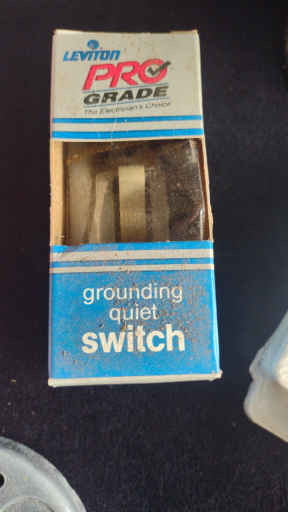 LEVITON
PRO
GRADE
The Electrician's Choice
grounding
quiet
switch